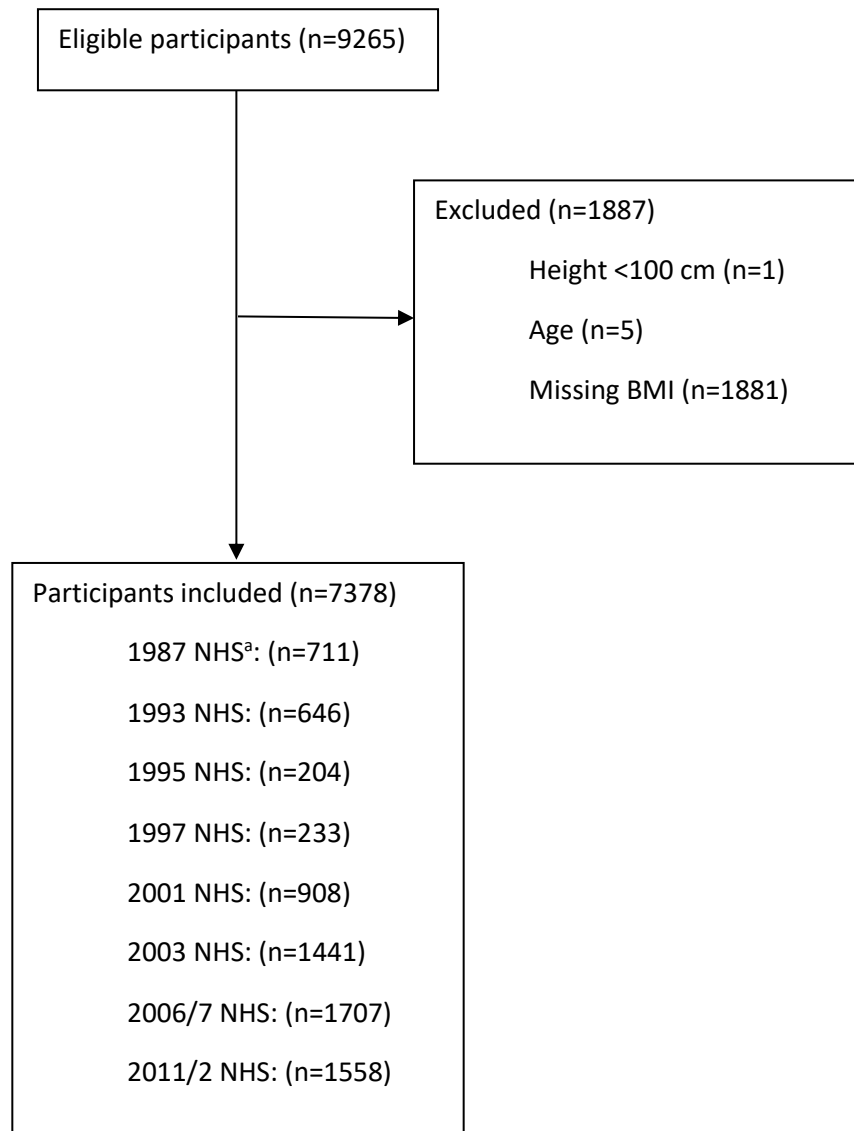 Eligible participants (n=9265)
Excluded (n=1887)
Height <100 cm (n=1)
Age (n=5)
Missing BMI (n=1881)
Participants included (n=7378)
1987 NHSᵃ: (n=711)
1993 NHS: (n=646)
1995 NHS: (n=204)
1997 NHS: (n=233)
2001 NHS: (n=908)
2003 NHS: (n=1441)
2006/7 NHS: (n=1707)
2011/2 NHS: (n=1558)